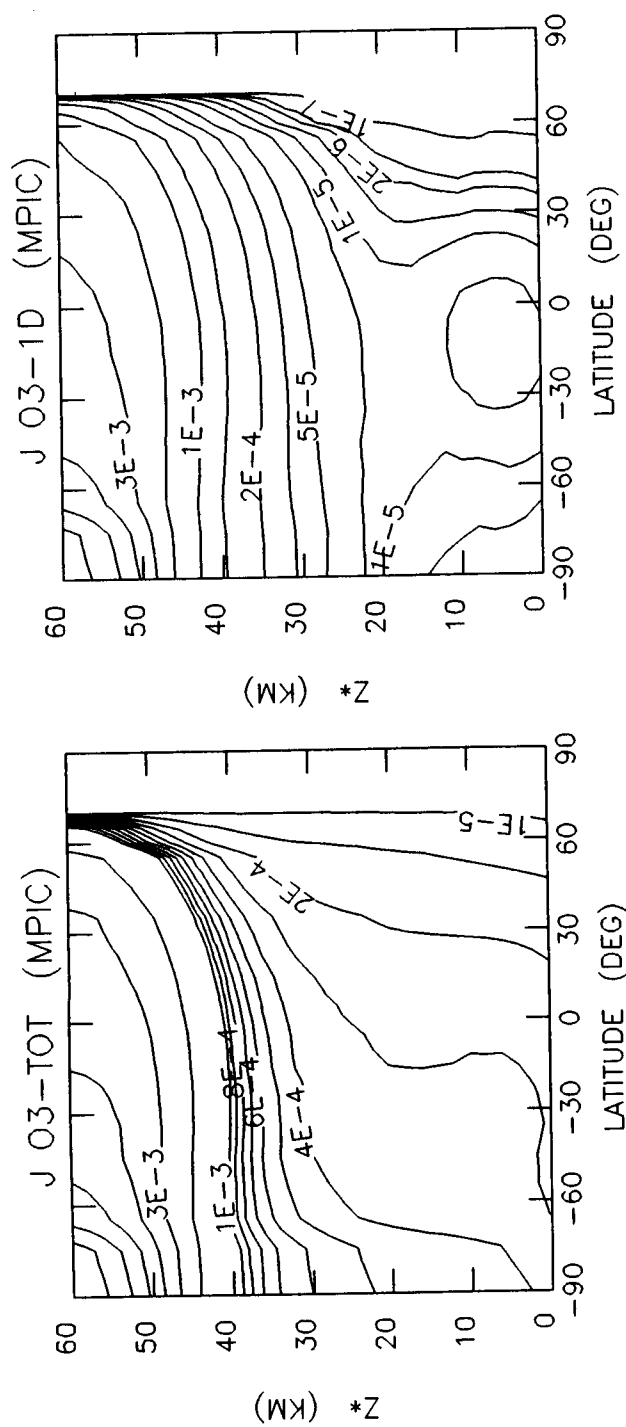 J O3-TOT (MPIC)
60
50
40
30
20
10
0
Z* (KM)
3E-3
1E-3
8E-4
6E-4
4E-4
2E-4
1E-5
-90
-60
-30
0
30
60
90
LATITUDE (DEG)
J O3-1D (MPIC)
60
50
40
30
20
10
0
Z* (KM)
3E-3
1E-3
2E-4
5E-5
1E-5
1E-5
2E-6
1E-7
-90
-60
-30
0
30
60
90
LATITUDE (DEG)